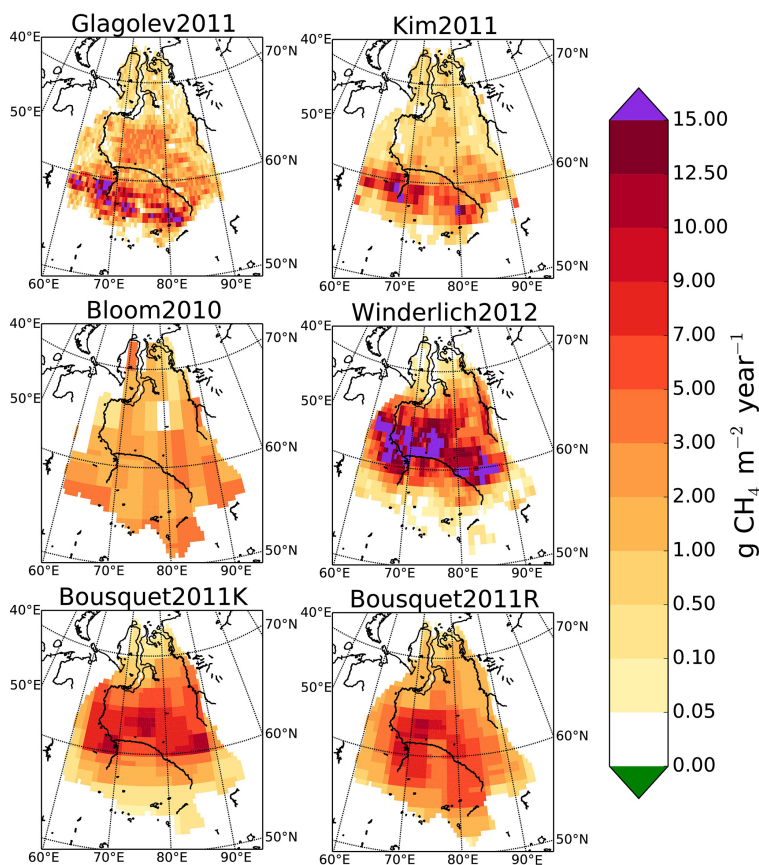 Glagolev2011
Kim2011
40°E
70°N
50°E
60°N
50°N
60°E 70°E 80°E 90°E
40°E
70°N
50°E
60°N
50°N
60°E 70°E 80°E 90°E
Bloom2010
Winderlich2012
40°E
70°N
50°E
60°N
50°N
60°E 70°E 80°E 90°E
40°E
70°N
50°E
60°N
50°N
60°E 70°E 80°E 90°E
Bousquet2011K
Bousquet2011R
40°E
70°N
50°E
60°N
50°N
60°E 70°E 80°E 90°E
40°E
70°N
50°E
60°N
50°N
60°E 70°E 80°E 90°E
15.00
12.50
10.00
9.00
7.00
5.00
3.00
2.00
1.00
0.50
0.10
0.05
0.00
g CH₄ m⁻² year⁻¹